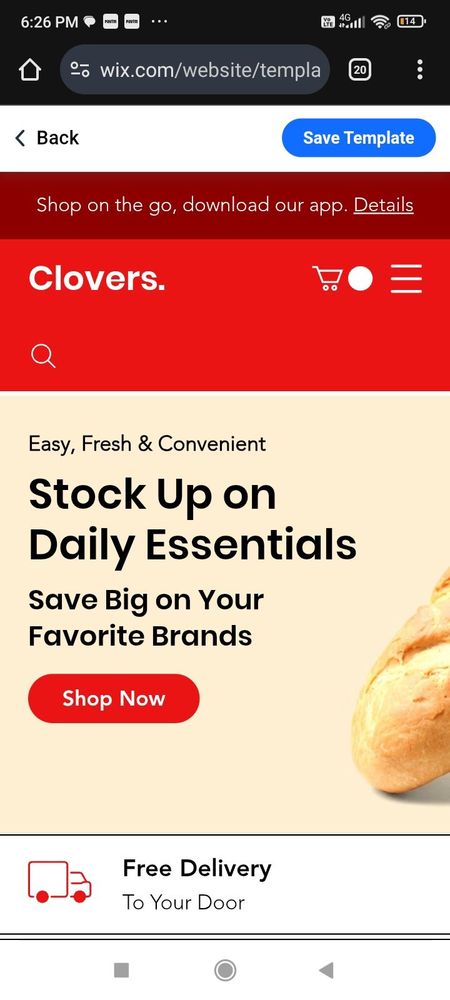 6:26 PM
Vo LTE
4G
14
wix.com/website/templa
20
Back
Save Template
Shop on the go, download our app. Details
Clovers.
Easy, Fresh & Convenient
Stock Up on
Daily Essentials
Save Big on Your
Favorite Brands
Shop Now
Free Delivery
To Your Door